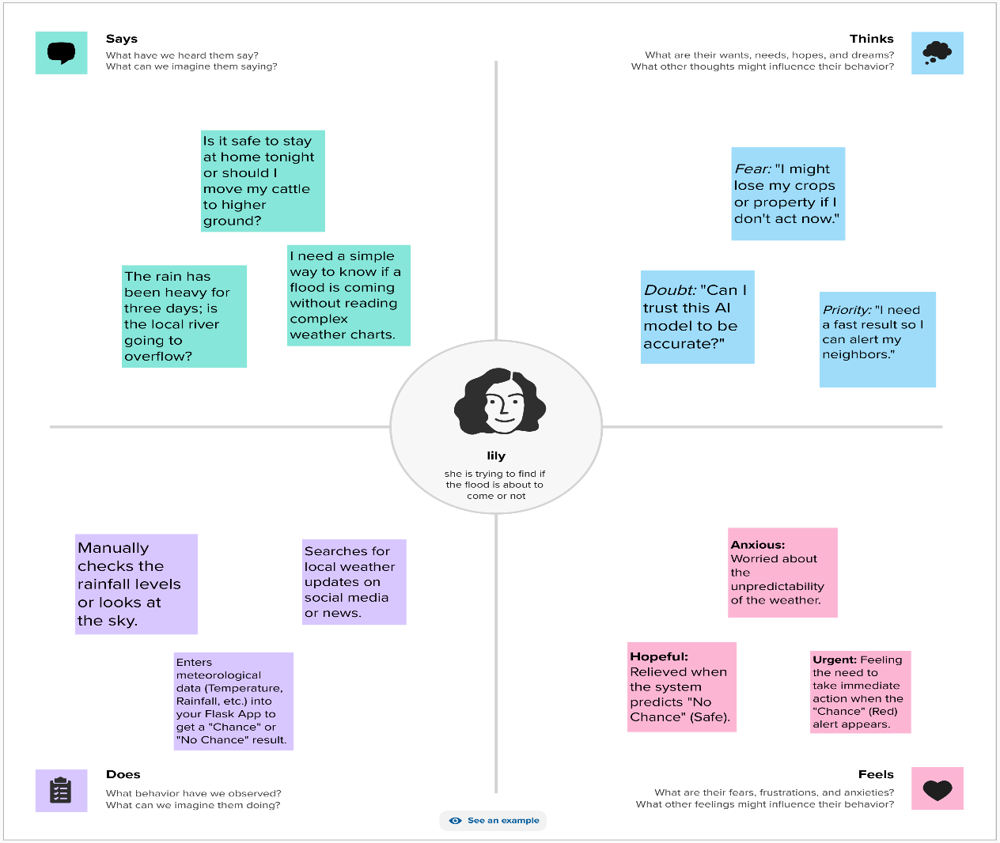 Says
What have we heard them say?
What can we imagine them saying?
Thinks
What are their wants, needs, hopes, and dreams?
What other thoughts might influence their behavior?
Is it safe to stay
at home tonight
or should I
move my cattle
to higher
ground?
I need a simple
way to know if a
flood is coming
without reading
complex
weather charts.
The rain has
been heavy for
three days; is
the local river
going to
overflow?
Fear: "I might
lose my crops
or property if I
don't act now."
Doubt: "Can I
trust this AI
model to be
accurate?"
Priority: "I need
a fast result so I
can alert my
neighbors."
lily
she is trying to find if
the flood is about to
come or not
Manually
checks the
rainfall levels
or looks at
the sky.
Searches for
local weather
updates on
social media
or news.
Enters
meteorological
data (Temperature,
Rainfall, etc.) into
your Flask App to
get a "Chance" or
"No Chance" result.
Anxious:
Worried about
the
unpredictability
of the weather.
Hopeful:
Relieved when
the system
predicts "No
Chance" (Safe).
Urgent: Feeling
the need to
take immediate
action when the
"Chance" (Red)
alert appears.
Does
What behavior have we observed?
What can we imagine them doing?
Feels
What are their fears, frustrations, and anxieties?
What other feelings might influence their behavior?
See an example